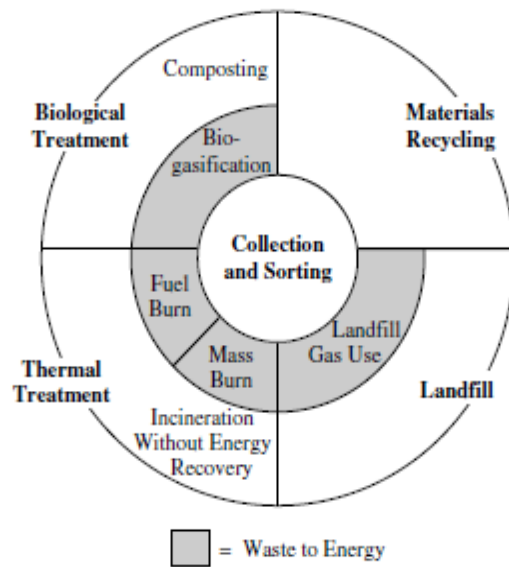 Composting
Biological
Treatment
Materials
Recycling
Bio-
gasification
Collection
and Sorting
Fuel
Burn
Landfill
Gas Use
Mass
Burn
Thermal
Treatment
Landfill
Incineration
Without Energy
Recovery
= Waste to Energy